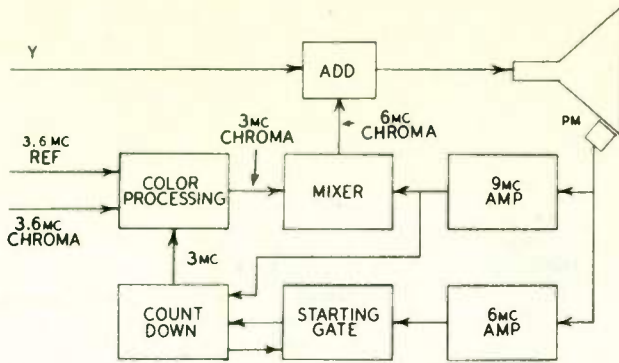 Y
ADD
PM
3.6MC
REF
3MC
CHROMA
6MC
CHROMA
COLOR
PROCESSING
MIXER
9MC
AMP
3.6MC
CHROMA
3MC
COUNT
DOWN
STARTING
GATE
6MC
AMP